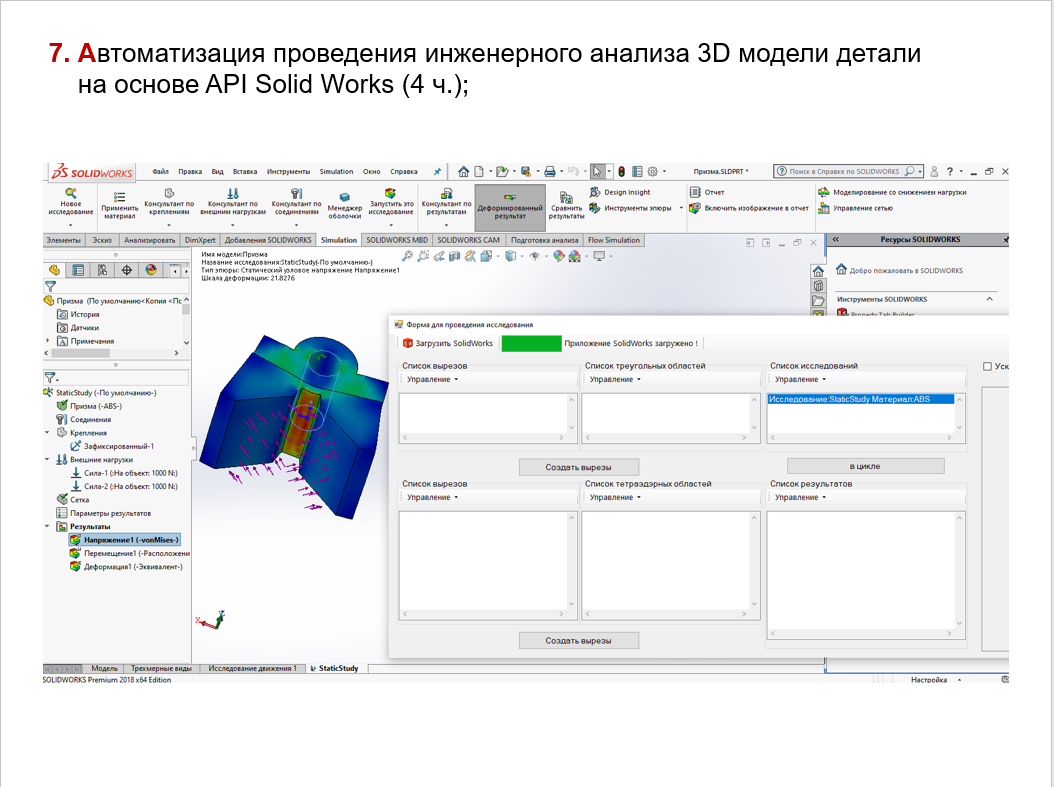 7. Автоматизация проведения инженерного анализа 3D модели детали
на основе API Solid Works (4 ч.);
SOLIDWORKS
Файл Правка Вид Вставка Инструменты Simulation Окно Справка
Призма.SLDPRT *
Поиск в Справке по SOLIDWORKS
Новое исследование
Применить материал
Консультант по креплениям
Консультант по внешним нагрузкам
Консультант по соединениям
Менеджер оболочки
Запустить это исследование
Консультант по результатам
Деформированный результат
Сравнить результаты
Design Insight
Инструменты эпюры
Отчет
Включить изображение в отчет
Моделирование со снижением нагрузки
Управление сетью
Элементы Эскиз Анализировать DimXpert Добавления SOLIDWORKS Simulation SOLIDWORKS MBD SOLIDWORKS CAM Подготовка анализа Flow Simulation
Ресурсы SOLIDWORKS
Имя модели:Призма
Название исследования:StaticStudy(-По умолчанию-)
Тип эпюры: Статический узловое напряжение Напряжение1
Шкала деформации: 21.8276
Добро пожаловать в SOLIDWORKS
Инструменты SOLIDWORKS
Property Tab Builder
Призма (По умолчанию<Копия <Пс
История
Датчики
Примечания
StaticStudy (-По умолчанию-)
Призма (-ABS-)
Соединения
Крепления
Зафиксированный-1
Внешние нагрузки
Сила-1 (:На объект: 1000 N:)
Сила-2 (:На объект: 1000 N:)
Сетка
Параметры результатов
Результаты
Напряжение1 (-vonMises-)
Перемещение1 (-Расположени
Деформация1 (-Эквивалент-)
Форма для проведения исследования
Загрузить SolidWorks Приложение SolidWorks загружено !
Список вырезов Список треугольных областей Список исследований
Управление Управление Управление
Уск
Исследование:StaticStudy Материал:ABS
Создать вырезы в цикле
Список вырезов Список тетраэдрных областей Список результатов
Управление Управление Управление
Создать вырезы
Модель Трехмерные виды Исследование движения 1 StaticStudy
SOLIDWORKS Premium 2018 x64 Edition
Настройка